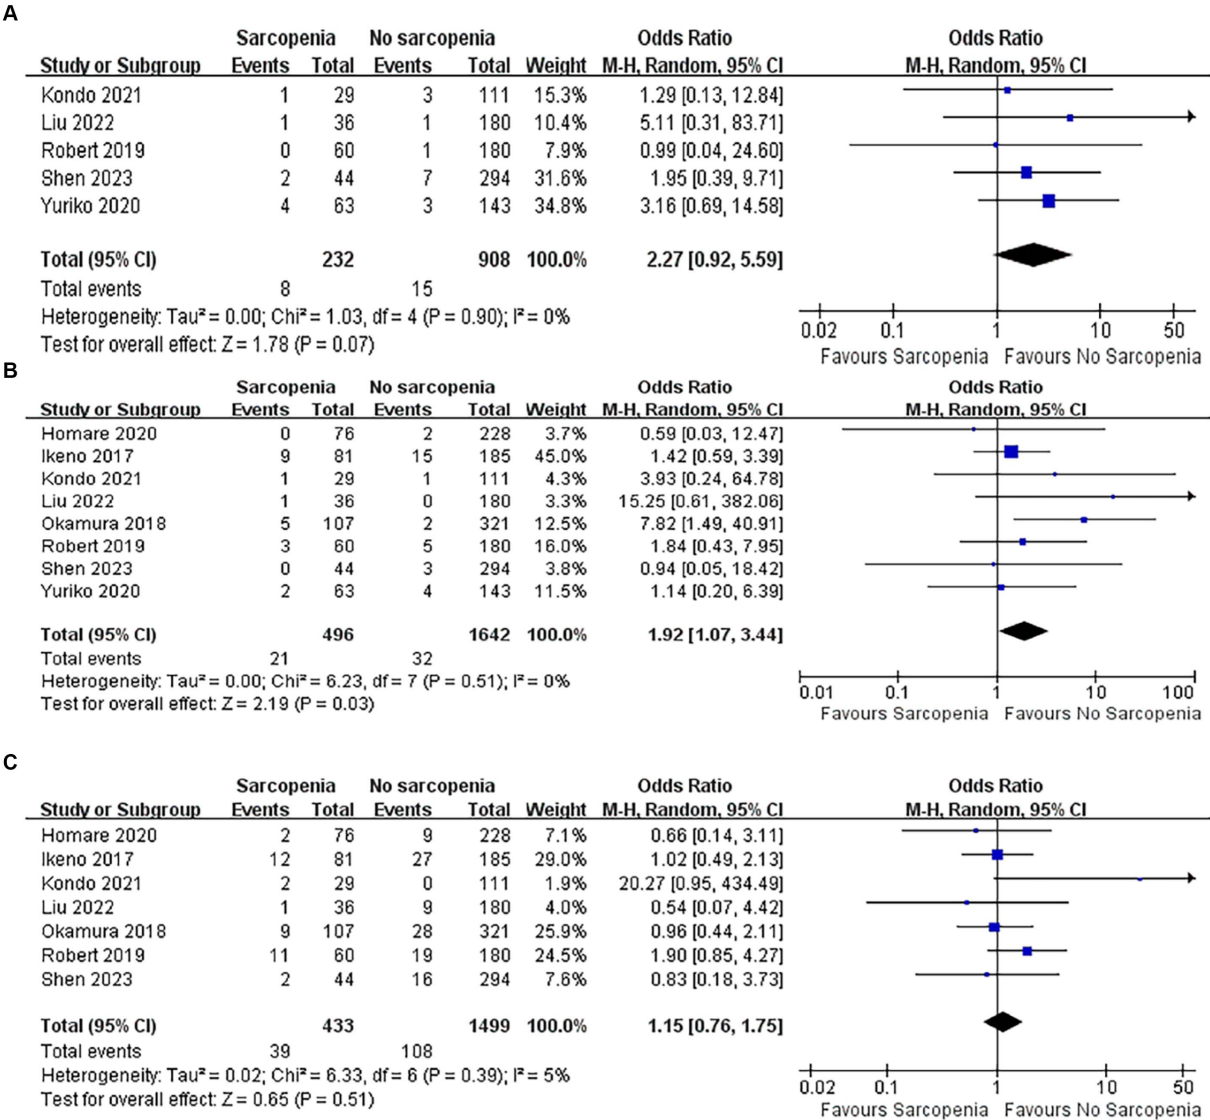 A
Sarcopenia No sarcopenia Odds Ratio Odds Ratio
Study or Subgroup Events Total Events Total Weight M-H, Random, 95% CI M-H, Random, 95% CI
Kondo 2021 1 29 3 111 15.3% 1.29 [0.13, 12.84]
Liu 2022 1 36 1 180 10.4% 5.11 [0.31, 83.71]
Robert 2019 0 60 1 180 7.9% 0.99 [0.04, 24.60]
Shen 2023 2 44 7 294 31.6% 1.95 [0.39, 9.71]
Yuriko 2020 4 63 3 143 34.8% 3.16 [0.69, 14.58]
Total (95% CI) 232 908 100.0% 2.27 [0.92, 5.59]
Total events 8 15
Heterogeneity: Tau² = 0.00; Chi² = 1.03, df = 4 (P = 0.90); I² = 0%
Test for overall effect: Z = 1.78 (P = 0.07)
0.02 0.1 1 10 50
Favours Sarcopenia Favours No Sarcopenia
B
Sarcopenia No sarcopenia Odds Ratio Odds Ratio
Study or Subgroup Events Total Events Total Weight M-H, Random, 95% CI M-H, Random, 95% CI
Homare 2020 0 76 2 228 3.7% 0.59 [0.03, 12.47]
Ikeno 2017 9 81 15 185 45.0% 1.42 [0.59, 3.39]
Kondo 2021 1 29 1 111 4.3% 3.93 [0.24, 64.78]
Liu 2022 1 36 0 180 3.3% 15.25 [0.61, 382.06]
Okamura 2018 5 107 2 321 12.5% 7.82 [1.49, 40.91]
Robert 2019 3 60 5 180 16.0% 1.84 [0.43, 7.95]
Shen 2023 0 44 3 294 3.8% 0.94 [0.05, 18.42]
Yuriko 2020 2 63 4 143 11.5% 1.14 [0.20, 6.39]
Total (95% CI) 496 1642 100.0% 1.92 [1.07, 3.44]
Total events 21 32
Heterogeneity: Tau² = 0.00; Chi² = 6.23, df = 7 (P = 0.51); I² = 0%
Test for overall effect: Z = 2.19 (P = 0.03)
0.01 0.1 1 10 100
Favours Sarcopenia Favours No Sarcopenia
C
Sarcopenia No sarcopenia Odds Ratio Odds Ratio
Study or Subgroup Events Total Events Total Weight M-H, Random, 95% CI M-H, Random, 95% CI
Homare 2020 2 76 9 228 7.1% 0.66 [0.14, 3.11]
Ikeno 2017 12 81 27 185 29.0% 1.02 [0.49, 2.13]
Kondo 2021 2 29 0 111 1.9% 20.27 [0.95, 434.49]
Liu 2022 1 36 9 180 4.0% 0.54 [0.07, 4.42]
Okamura 2018 9 107 28 321 25.9% 0.96 [0.44, 2.11]
Robert 2019 11 60 19 180 24.5% 1.90 [0.85, 4.27]
Shen 2023 2 44 16 294 7.6% 0.83 [0.18, 3.73]
Total (95% CI) 433 1499 100.0% 1.15 [0.76, 1.75]
Total events 39 108
Heterogeneity: Tau² = 0.02; Chi² = 6.33, df = 6 (P = 0.39); I² = 5%
Test for overall effect: Z = 0.65 (P = 0.51)
0.02 0.1 1 10 50
Favours Sarcopenia Favours No Sarcopenia